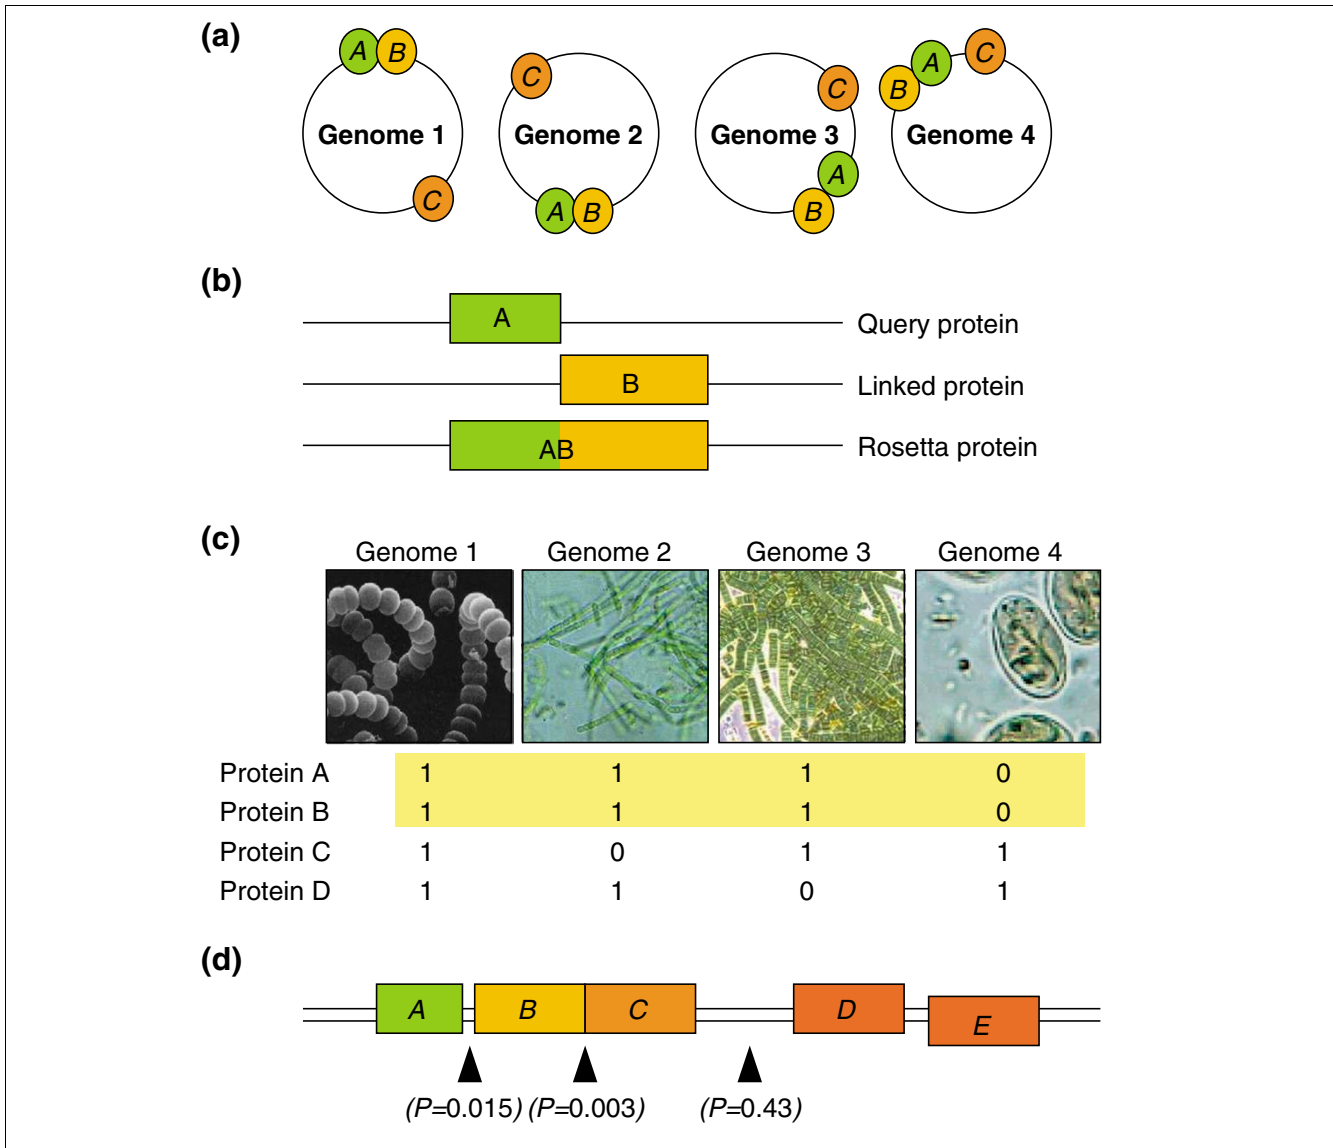 (a)
A B
C
Genome 1
C
A B
Genome 2
C
A
B
Genome 3
C
A
B
Genome 4
(b)
A
Query protein
B
Linked protein
AB
Rosetta protein
(c)
Genome 1 Genome 2 Genome 3 Genome 4
Protein A 1 1 1 0
Protein B 1 1 1 0
Protein C 1 0 1 1
Protein D 1 1 0 1
(d)
A B C D E
(P=0.015) (P=0.003) (P=0.43)